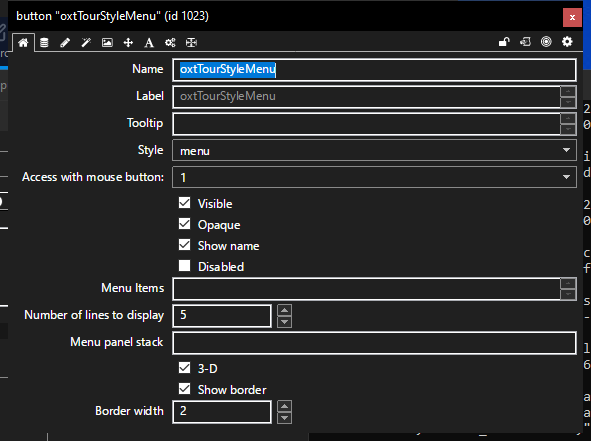 button "oxtTourStyleMenu" (id 1023)
x
A
Name oxtTourStyleMenu
Label oxtTourStyleMenu
Tooltip
Style menu
Access with mouse button: 1
Visible
Opaque
Show name
Disabled
Menu Items
Number of lines to display 5
Menu panel stack
3-D
Show border
Border width 2